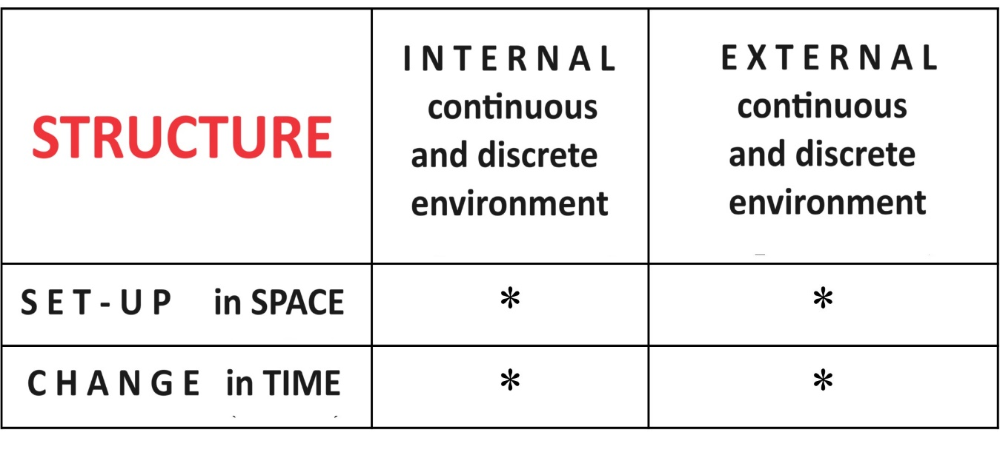 STRUCTURE
INTERNAL
continuous
and discrete
environment
EXTERNAL
continuous
and discrete
environment
SET-UP in SPACE
*
*
CHANGE in TIME
*
*